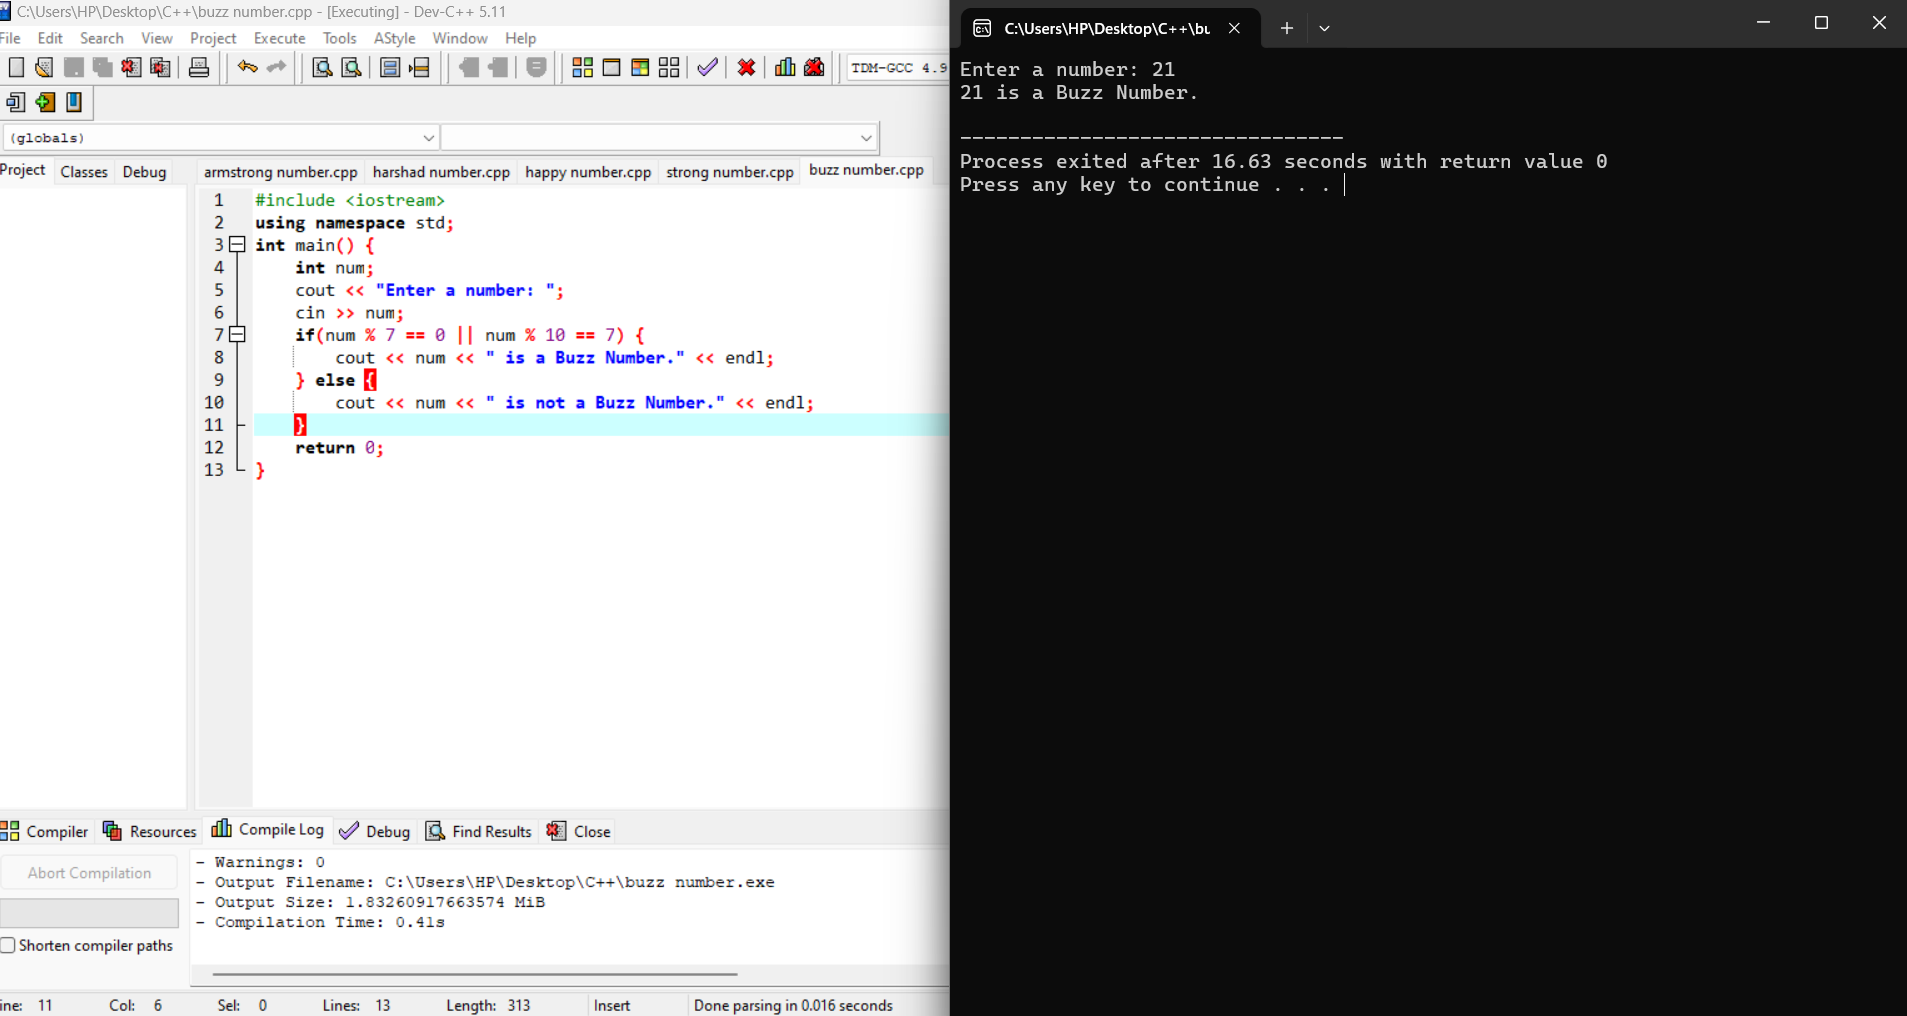 C:\Users\HP\Desktop\C++\buzz number.cpp - [Executing] - Dev-C++ 5.11
File Edit Search View Project Execute Tools AStyle Window Help
TDM-GCC 4.9
(globals)
Project Classes Debug
armstrong number.cpp harshad number.cpp happy number.cpp strong number.cpp buzz number.cpp
1 #include <iostream>
2 using namespace std;
3 int main() {
4 int num;
5 cout << "Enter a number: ";
6 cin >> num;
7 if(num % 7 == 0 || num % 10 == 7) {
8 cout << num << " is a Buzz Number." << endl;
9 } else {
10 cout << num << " is not a Buzz Number." << endl;
11 }
12 return 0;
13 }
Compiler Resources Compile Log Debug Find Results Close
Abort Compilation
Shorten compiler paths
- Warnings: 0
- Output Filename: C:\Users\HP\Desktop\C++\buzz number.exe
- Output Size: 1.83260917663574 MiB
- Compilation Time: 0.41s
ine: 11 Col: 6 Sel: 0 Lines: 13 Length: 313 Insert Done parsing in 0.016 seconds
C:\Users\HP\Desktop\C++\bu
Enter a number: 21
21 is a Buzz Number.
--------------------------------
Process exited after 16.63 seconds with return value 0
Press any key to continue . . .